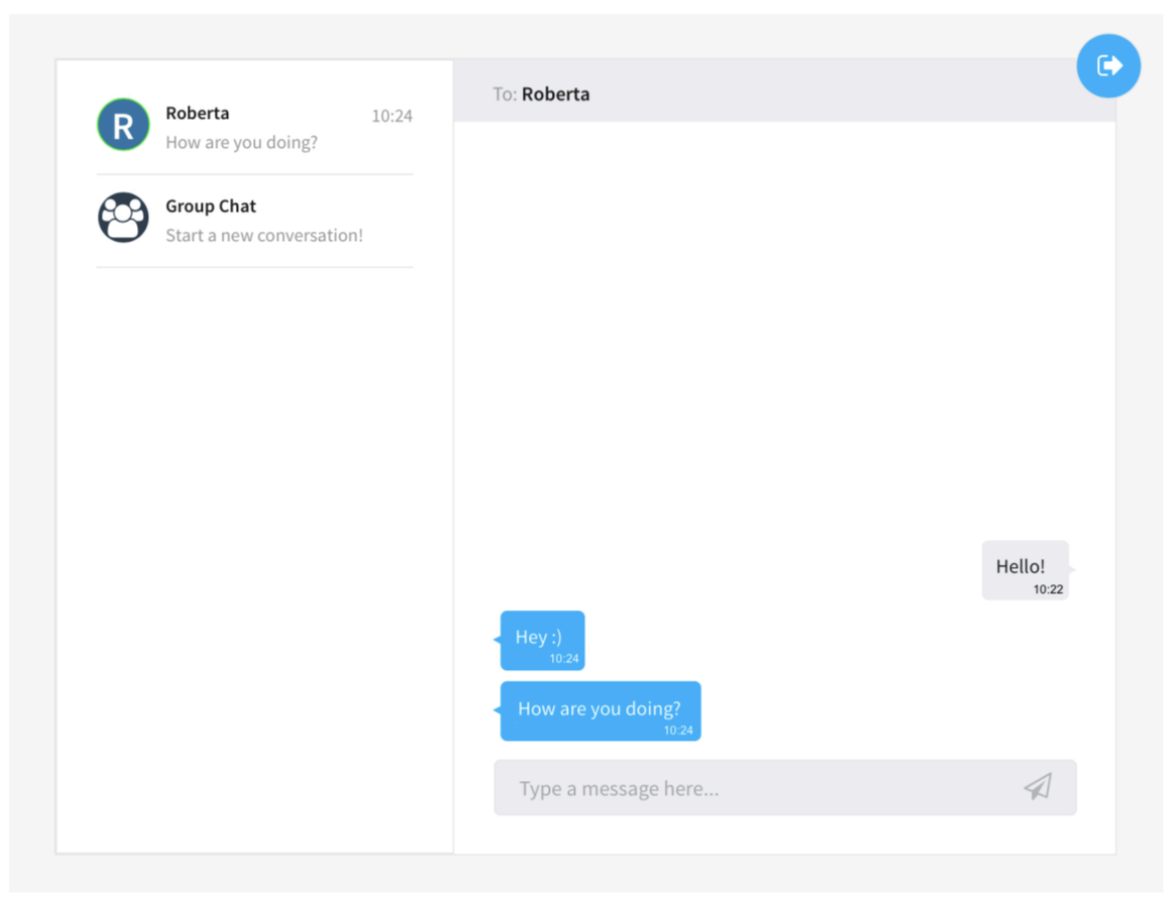 R
Roberta 10:24
How are you doing?
Group Chat
Start a new conversation!
To: Roberta
Hello!
10:22
Hey :)
10:24
How are you doing?
10:24
Type a message here...